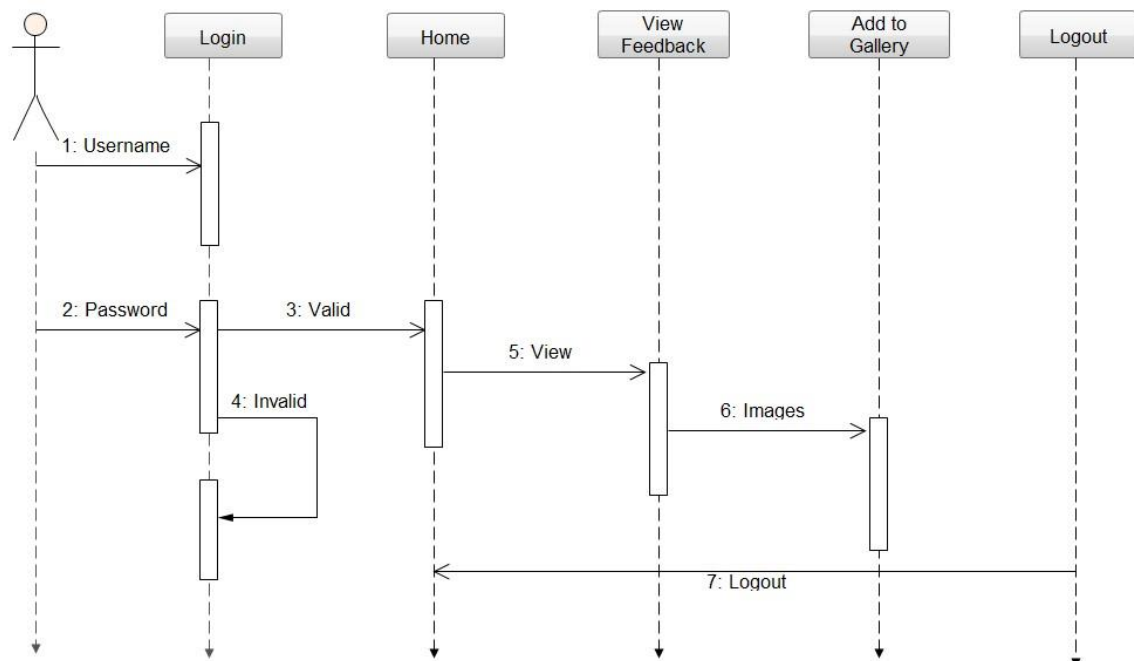 Login
Home
View
Feedback
Add to
Gallery
Logout
1: Username
2: Password
3: Valid
5: View
4: Invalid
6: Images
7: Logout